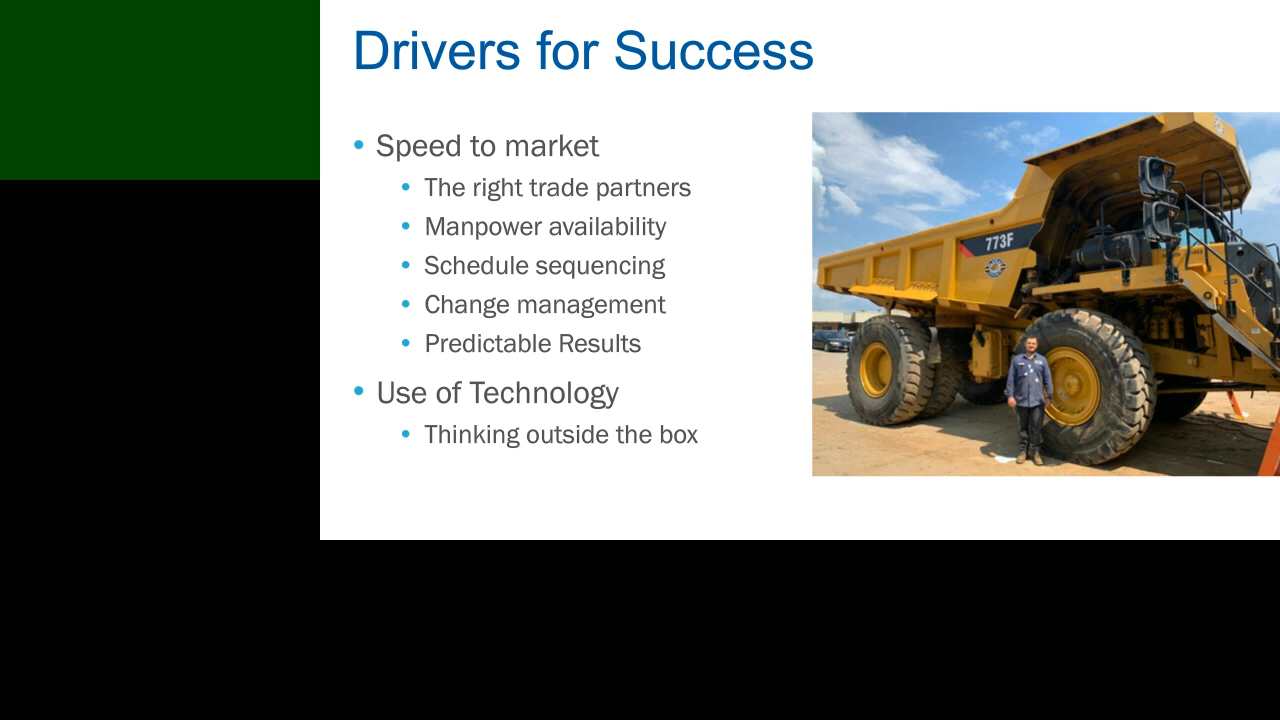 Drivers for Success
• Speed to market
• The right trade partners
• Manpower availability
• Schedule sequencing
• Change management
• Predictable Results
• Use of Technology
• Thinking outside the box
773F